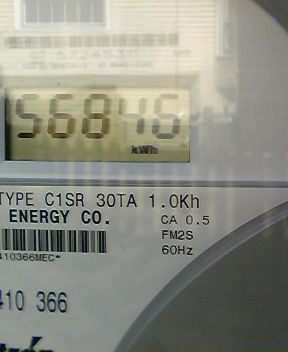 56846
kWh
TYPE C1SR 30TA 1.0Kh
ENERGY CO.
CA 0.5
FM2S
60Hz
410366MEC*
410 366